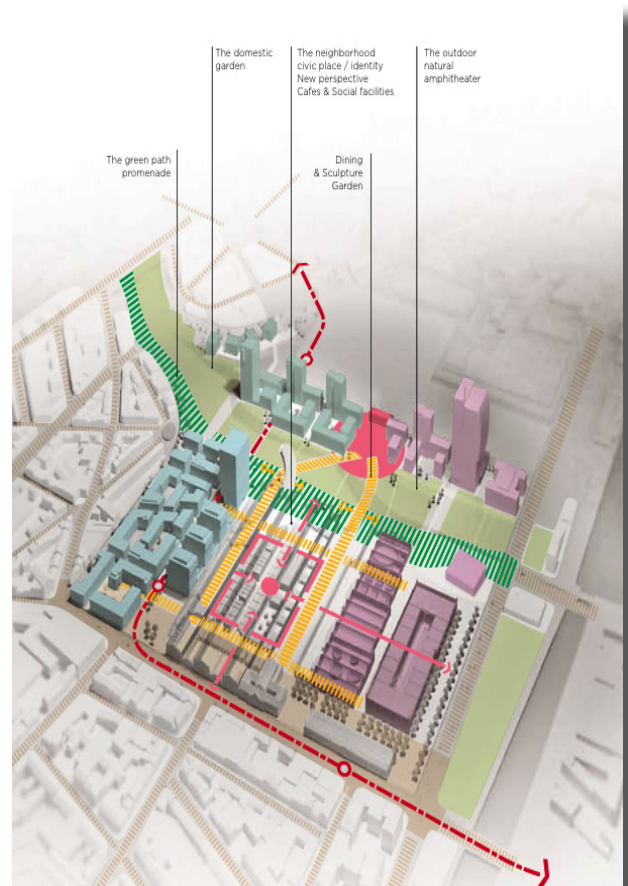 The domestic
garden
The neighborhood
civic place / identity
New perspective
Cafes & Social facilities
The outdoor
natural
amphitheater
The green path
promenade
Dining
& Sculpture
Garden